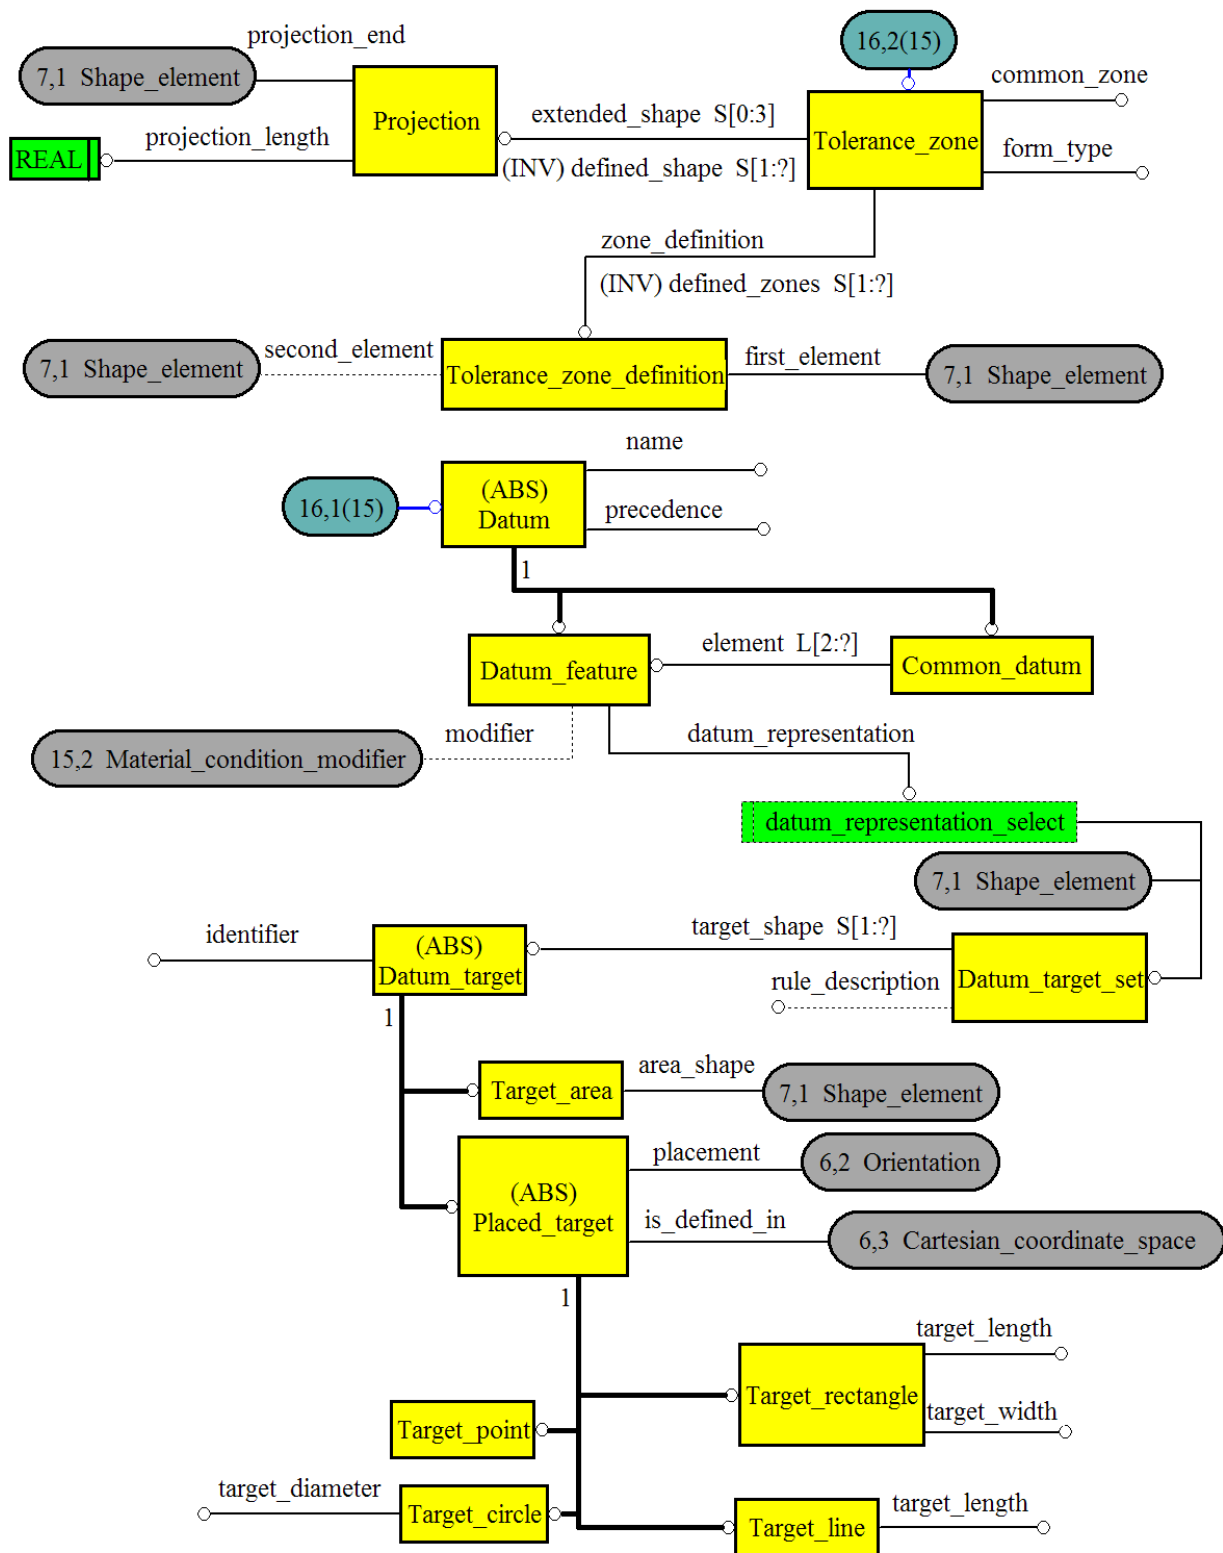 projection_end
16,2(15)
7,1 Shape_element
common_zone
Projection
extended_shape S[0:3]
Tolerance_zone
projection_length
REAL
(INV) defined_shape S[1:?]
form_type
zone_definition
(INV) defined_zones S[1:?]
second_element
7,1 Shape_element
Tolerance_zone_definition
first_element
7,1 Shape_element
name
(ABS)
Datum
16,1(15)
precedence
1
element L[2:?]
Datum_feature
Common_datum
modifier
datum_representation
15,2 Material_condition_modifier
datum_representation_select
7,1 Shape_element
identifier
(ABS)
Datum_target
target_shape S[1:?]
rule_description
Datum_target_set
1
Target_area
area_shape
7,1 Shape_element
placement
6,2 Orientation
(ABS)
Placed_target
is_defined_in
6,3 Cartesian_coordinate_space
1
target_length
Target_rectangle
target_width
Target_point
target_diameter
Target_circle
Target_line
target_length